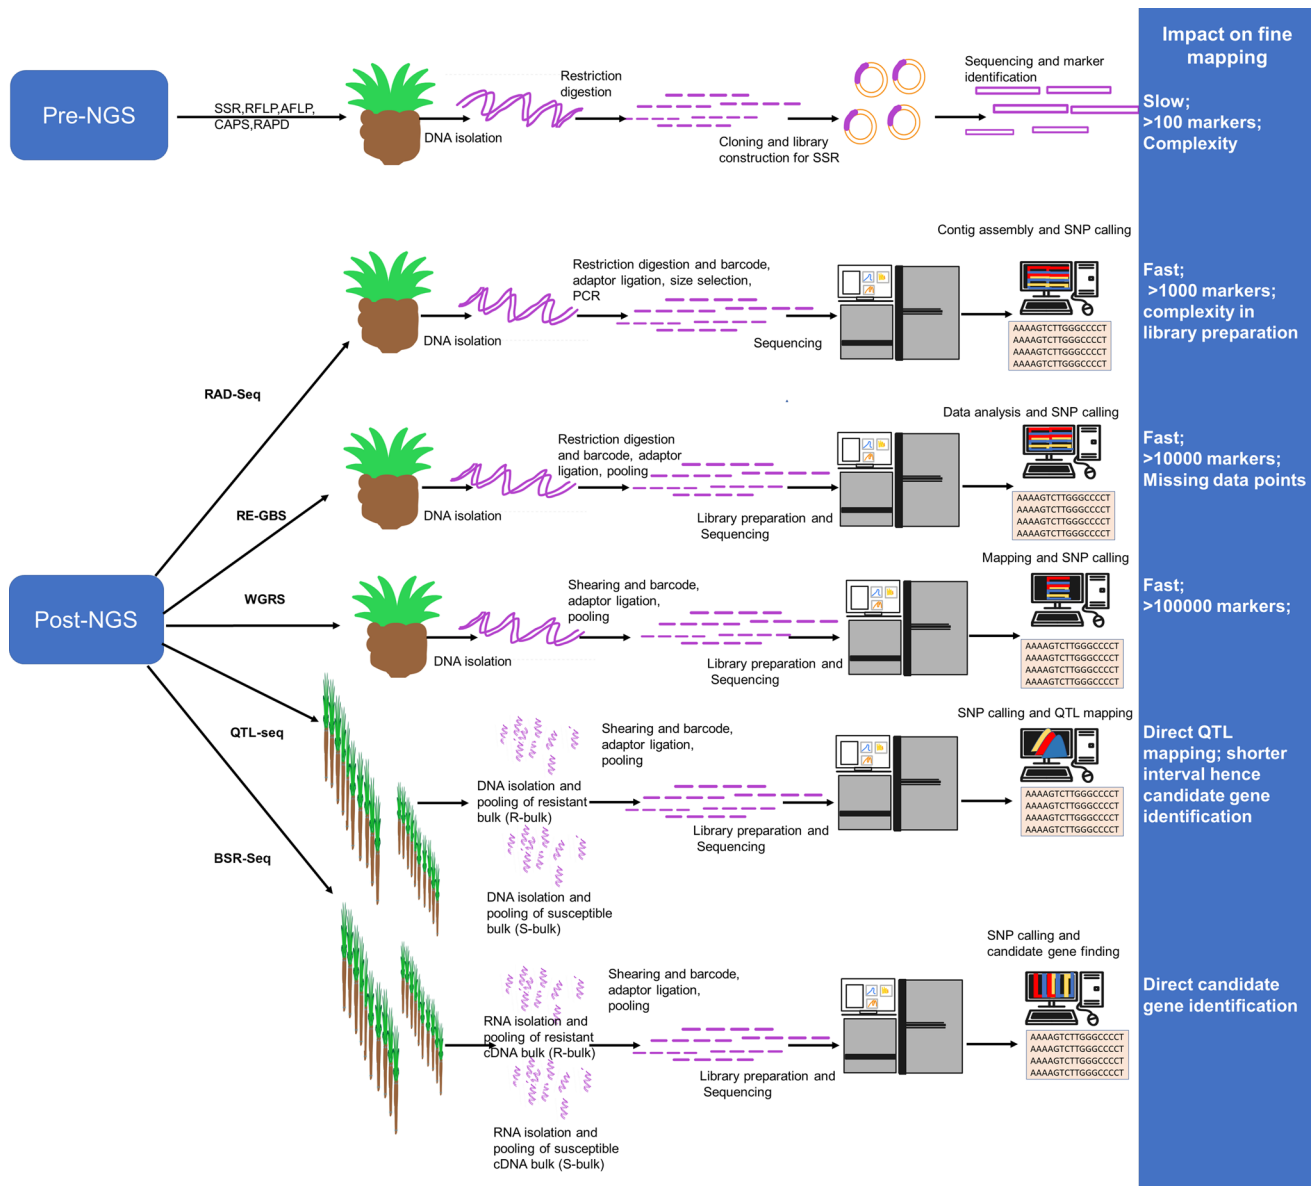 Impact on fine
mapping
Pre-NGS
SSR,RFLP,AFLP,
CAPS,RAPD
DNA isolation
Restriction
digestion
Cloning and library
construction for SSR
Sequencing and marker
identification
Slow;
>100 markers;
Complexity
Post-NGS
RAD-Seq
DNA isolation
Restriction digestion and barcode,
adaptor ligation, size selection,
PCR
Sequencing
Contig assembly and SNP calling
AAAAGTCTTGGGCCCCT
AAAAGTCTTGGGCCCCT
AAAAGTCTTGGGCCCCT
AAAAGTCTTGGGCCCCT
Fast;
>1000 markers;
complexity in
library preparation
RE-GBS
DNA isolation
Restriction digestion
and barcode, adaptor
ligation, pooling
Library preparation and
Sequencing
Data analysis and SNP calling
AAAAGTCTTGGGCCCCT
AAAAGTCTTGGGCCCCT
AAAAGTCTTGGGCCCCT
AAAAGTCTTGGGCCCCT
Fast;
>10000 markers;
Missing data points
WGRS
DNA isolation
Shearing and barcode,
adaptor ligation,
pooling
Library preparation and
Sequencing
Mapping and SNP calling
AAAAGTCTTGGGCCCCT
AAAAGTCTTGGGCCCCT
AAAAGTCTTGGGCCCCT
AAAAGTCTTGGGCCCCT
Fast;
>100000 markers;
QTL-seq
DNA isolation and
pooling of resistant
bulk (R-bulk)
DNA isolation and
pooling of susceptible
bulk (S-bulk)
Shearing and barcode,
adaptor ligation,
pooling
Library preparation and
Sequencing
SNP calling and QTL mapping
AAAAGTCTTGGGCCCCT
AAAAGTCTTGGGCCCCT
AAAAGTCTTGGGCCCCT
AAAAGTCTTGGGCCCCT
Direct QTL
mapping; shorter
interval hence
candidate gene
identification
BSR-Seq
RNA isolation and
pooling of resistant
cDNA bulk (R-bulk)
RNA isolation and
pooling of susceptible
cDNA bulk (S-bulk)
Shearing and barcode,
adaptor ligation,
pooling
Library preparation and
Sequencing
SNP calling and
candidate gene finding
AAAAGTCTTGGGCCCCT
AAAAGTCTTGGGCCCCT
AAAAGTCTTGGGCCCCT
AAAAGTCTTGGGCCCCT
Direct candidate
gene identification